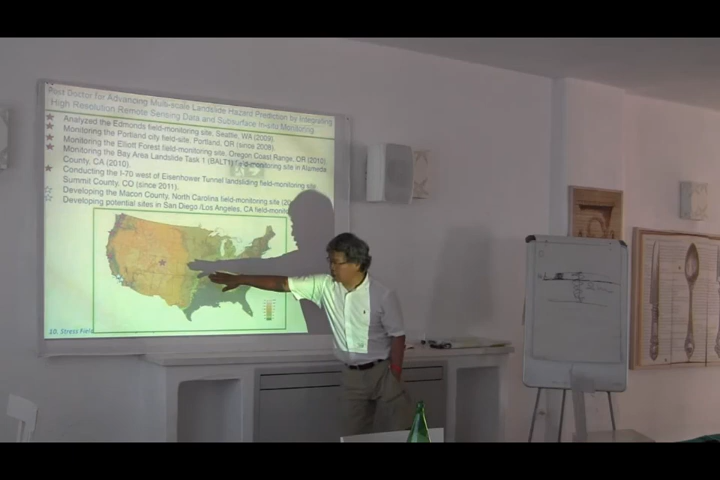 Post Doctor for Advancing Multi-scale Landslide Hazard Prediction by Integrating
High Resolution Remote Sensing Data and Subsurface In-situ Monitoring
Analyzed the Edmonds field-monitoring site, Seattle, WA (2009).
Monitoring the Portland city field-site, Portland, OR (since 2009).
Monitoring the Elliott Forest field-monitoring site, Oregon Coast Range, OR (2010).
Monitoring the Bay Area Landslide Task 1 (BALT1) field-monitoring site in Alameda
County, CA (2010).
Conducting the I-70 west of Eisenhower Tunnel landsliding field-monitoring site
Summit County, CO (since 2011).
Developing the Macon County, North Carolina field-monitoring site (20
Developing potential sites in San Diego /Los Angeles, CA field-monito
10. Stress Field